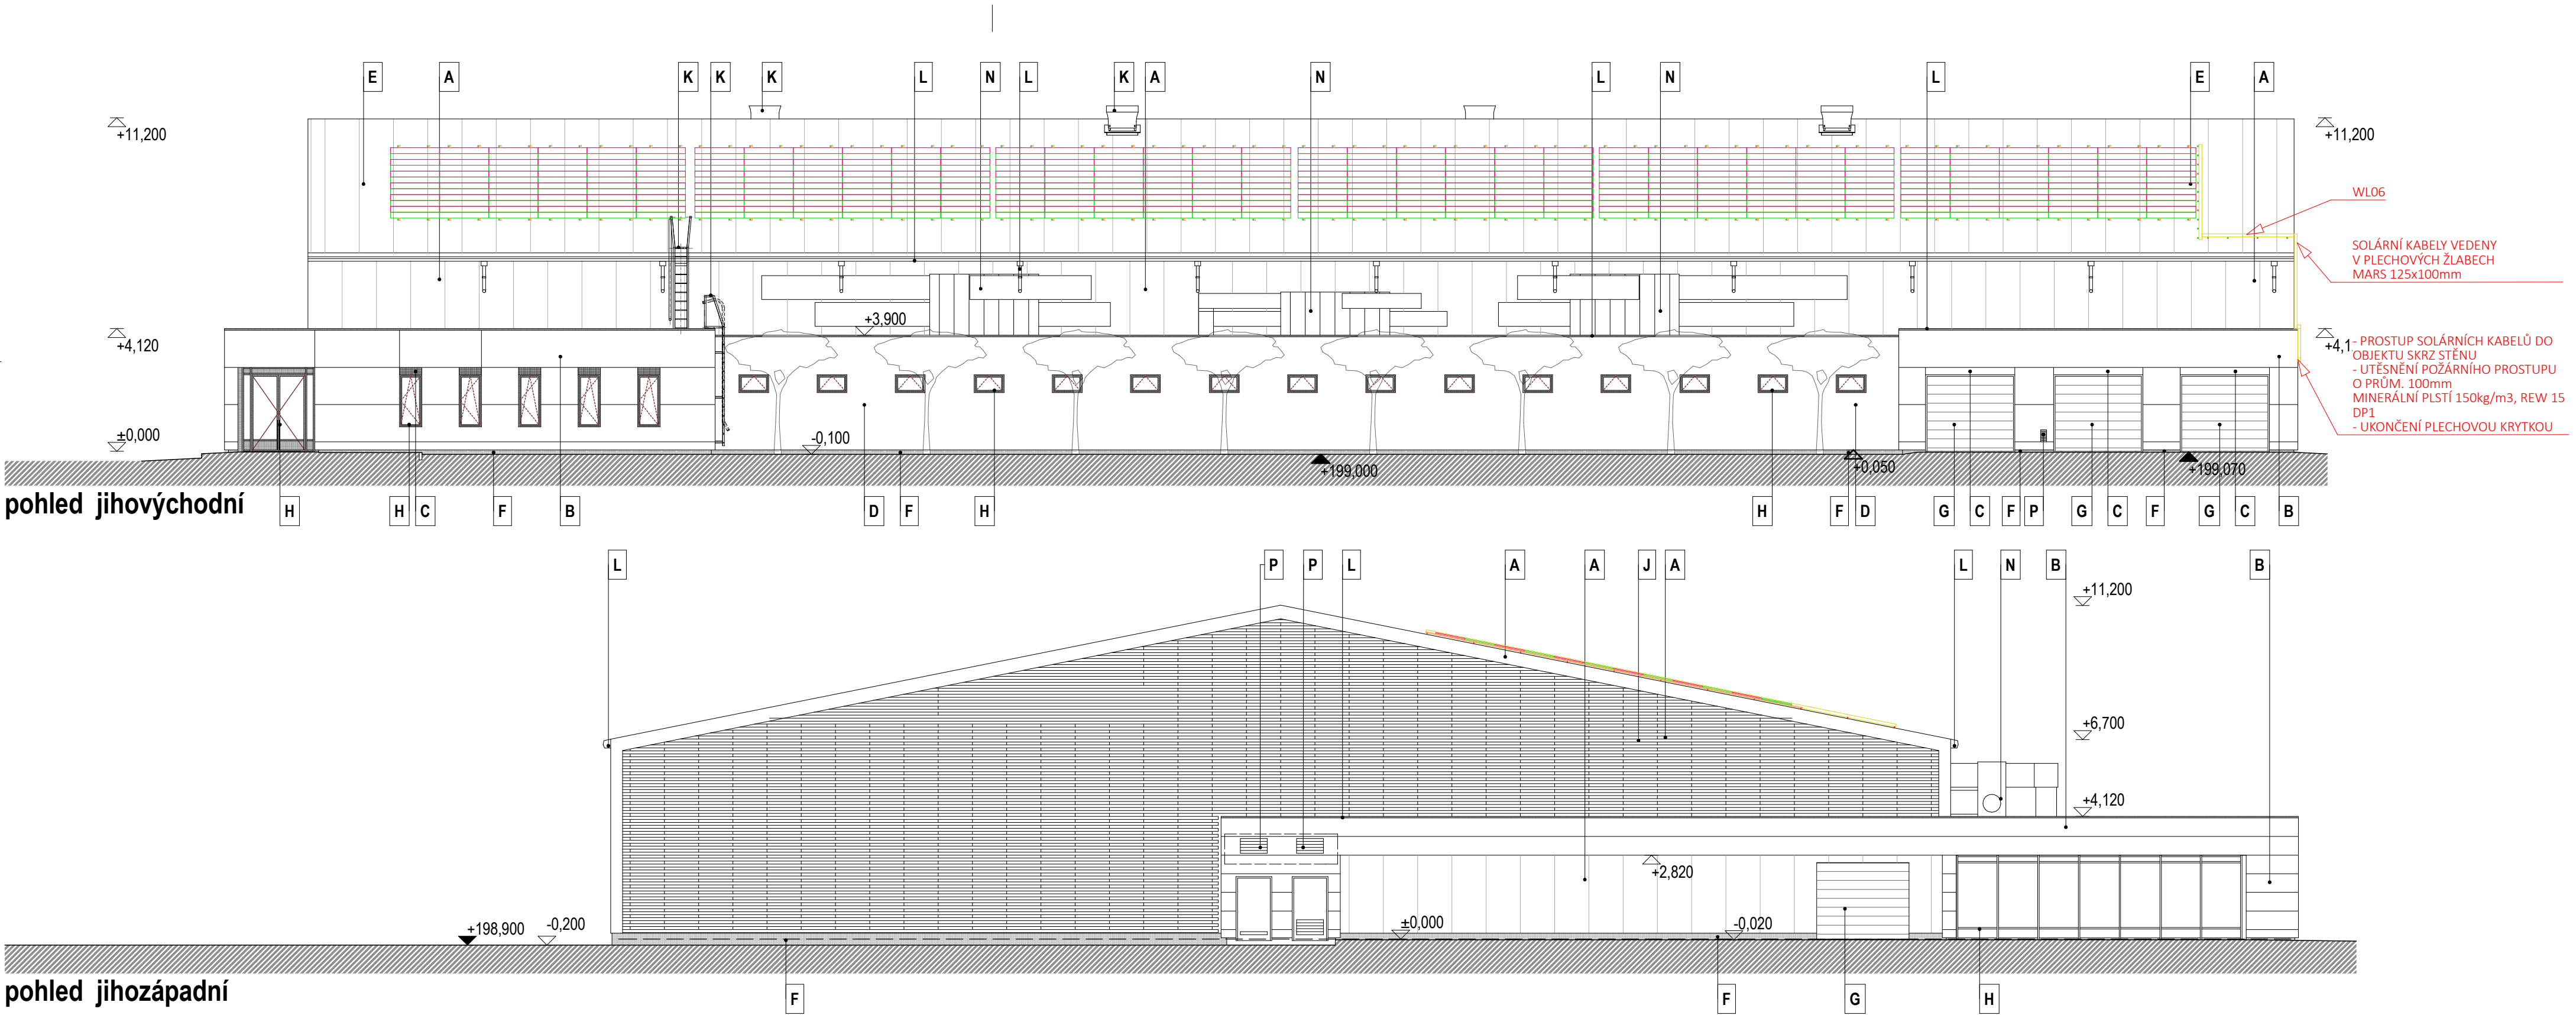 E A K K K L N L K A N L N L E A
+11,200
+11,200
WL06
SOLÁRNÍ KABELY VEDENY
V PLECHOVÝCH ŽLABECH
MARS 125x100mm
+3,900
+4,120
+4,1
- PROSTUP SOLÁRNÍCH KABELŮ DO
OBJEKTU SKRZ STĚNU
- UTĚSNĚNÍ POŽÁRNÍHO PROSTUPU
O PRŮM. 100mm
MINERÁLNÍ PLSTÍ 150kg/m3, REW 15
DP1
- UKONČENÍ PLECHOVOU KRYTKOU
±0,000
-0,100
+199,000
+0,050
+199,070
pohled jihovýchodní
H H C F B D F H H F D G C F P G C F G C B
L P P L A A J A L N B B
+11,200
+6,700
+4,120
+2,820
+198,900
-0,200
±0,000
-0,020
pohled jihozápadní
F F G H